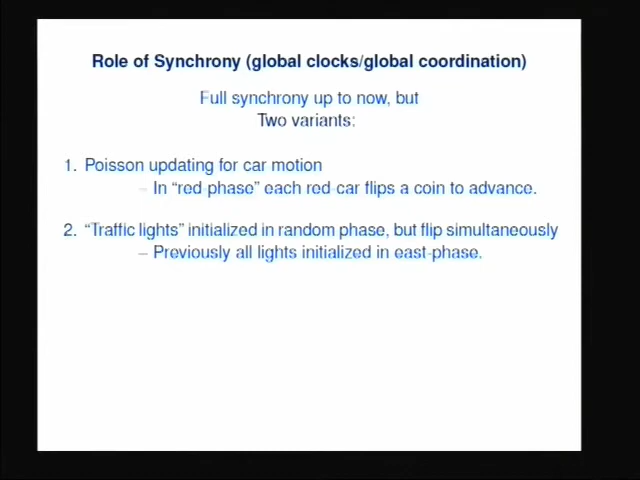 Role of Synchrony (global clocks/global coordination)
Full synchrony up to now, but
Two variants:
1. Poisson updating for car motion
– In “red-phase” each red-car flips a coin to advance.
2. “Traffic lights” initialized in random phase, but flip simultaneously
– Previously all lights initialized in east-phase.